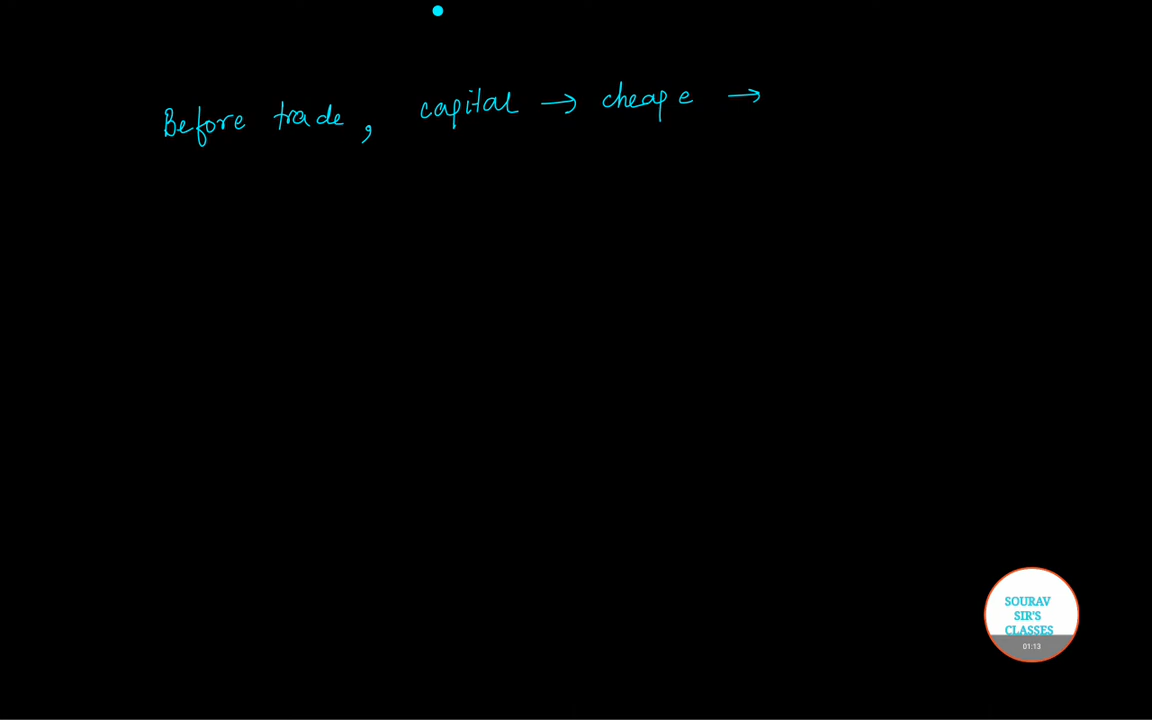 Before trade, capital → cheape →
SOURAV
SIR'S
CLASSES
01:13